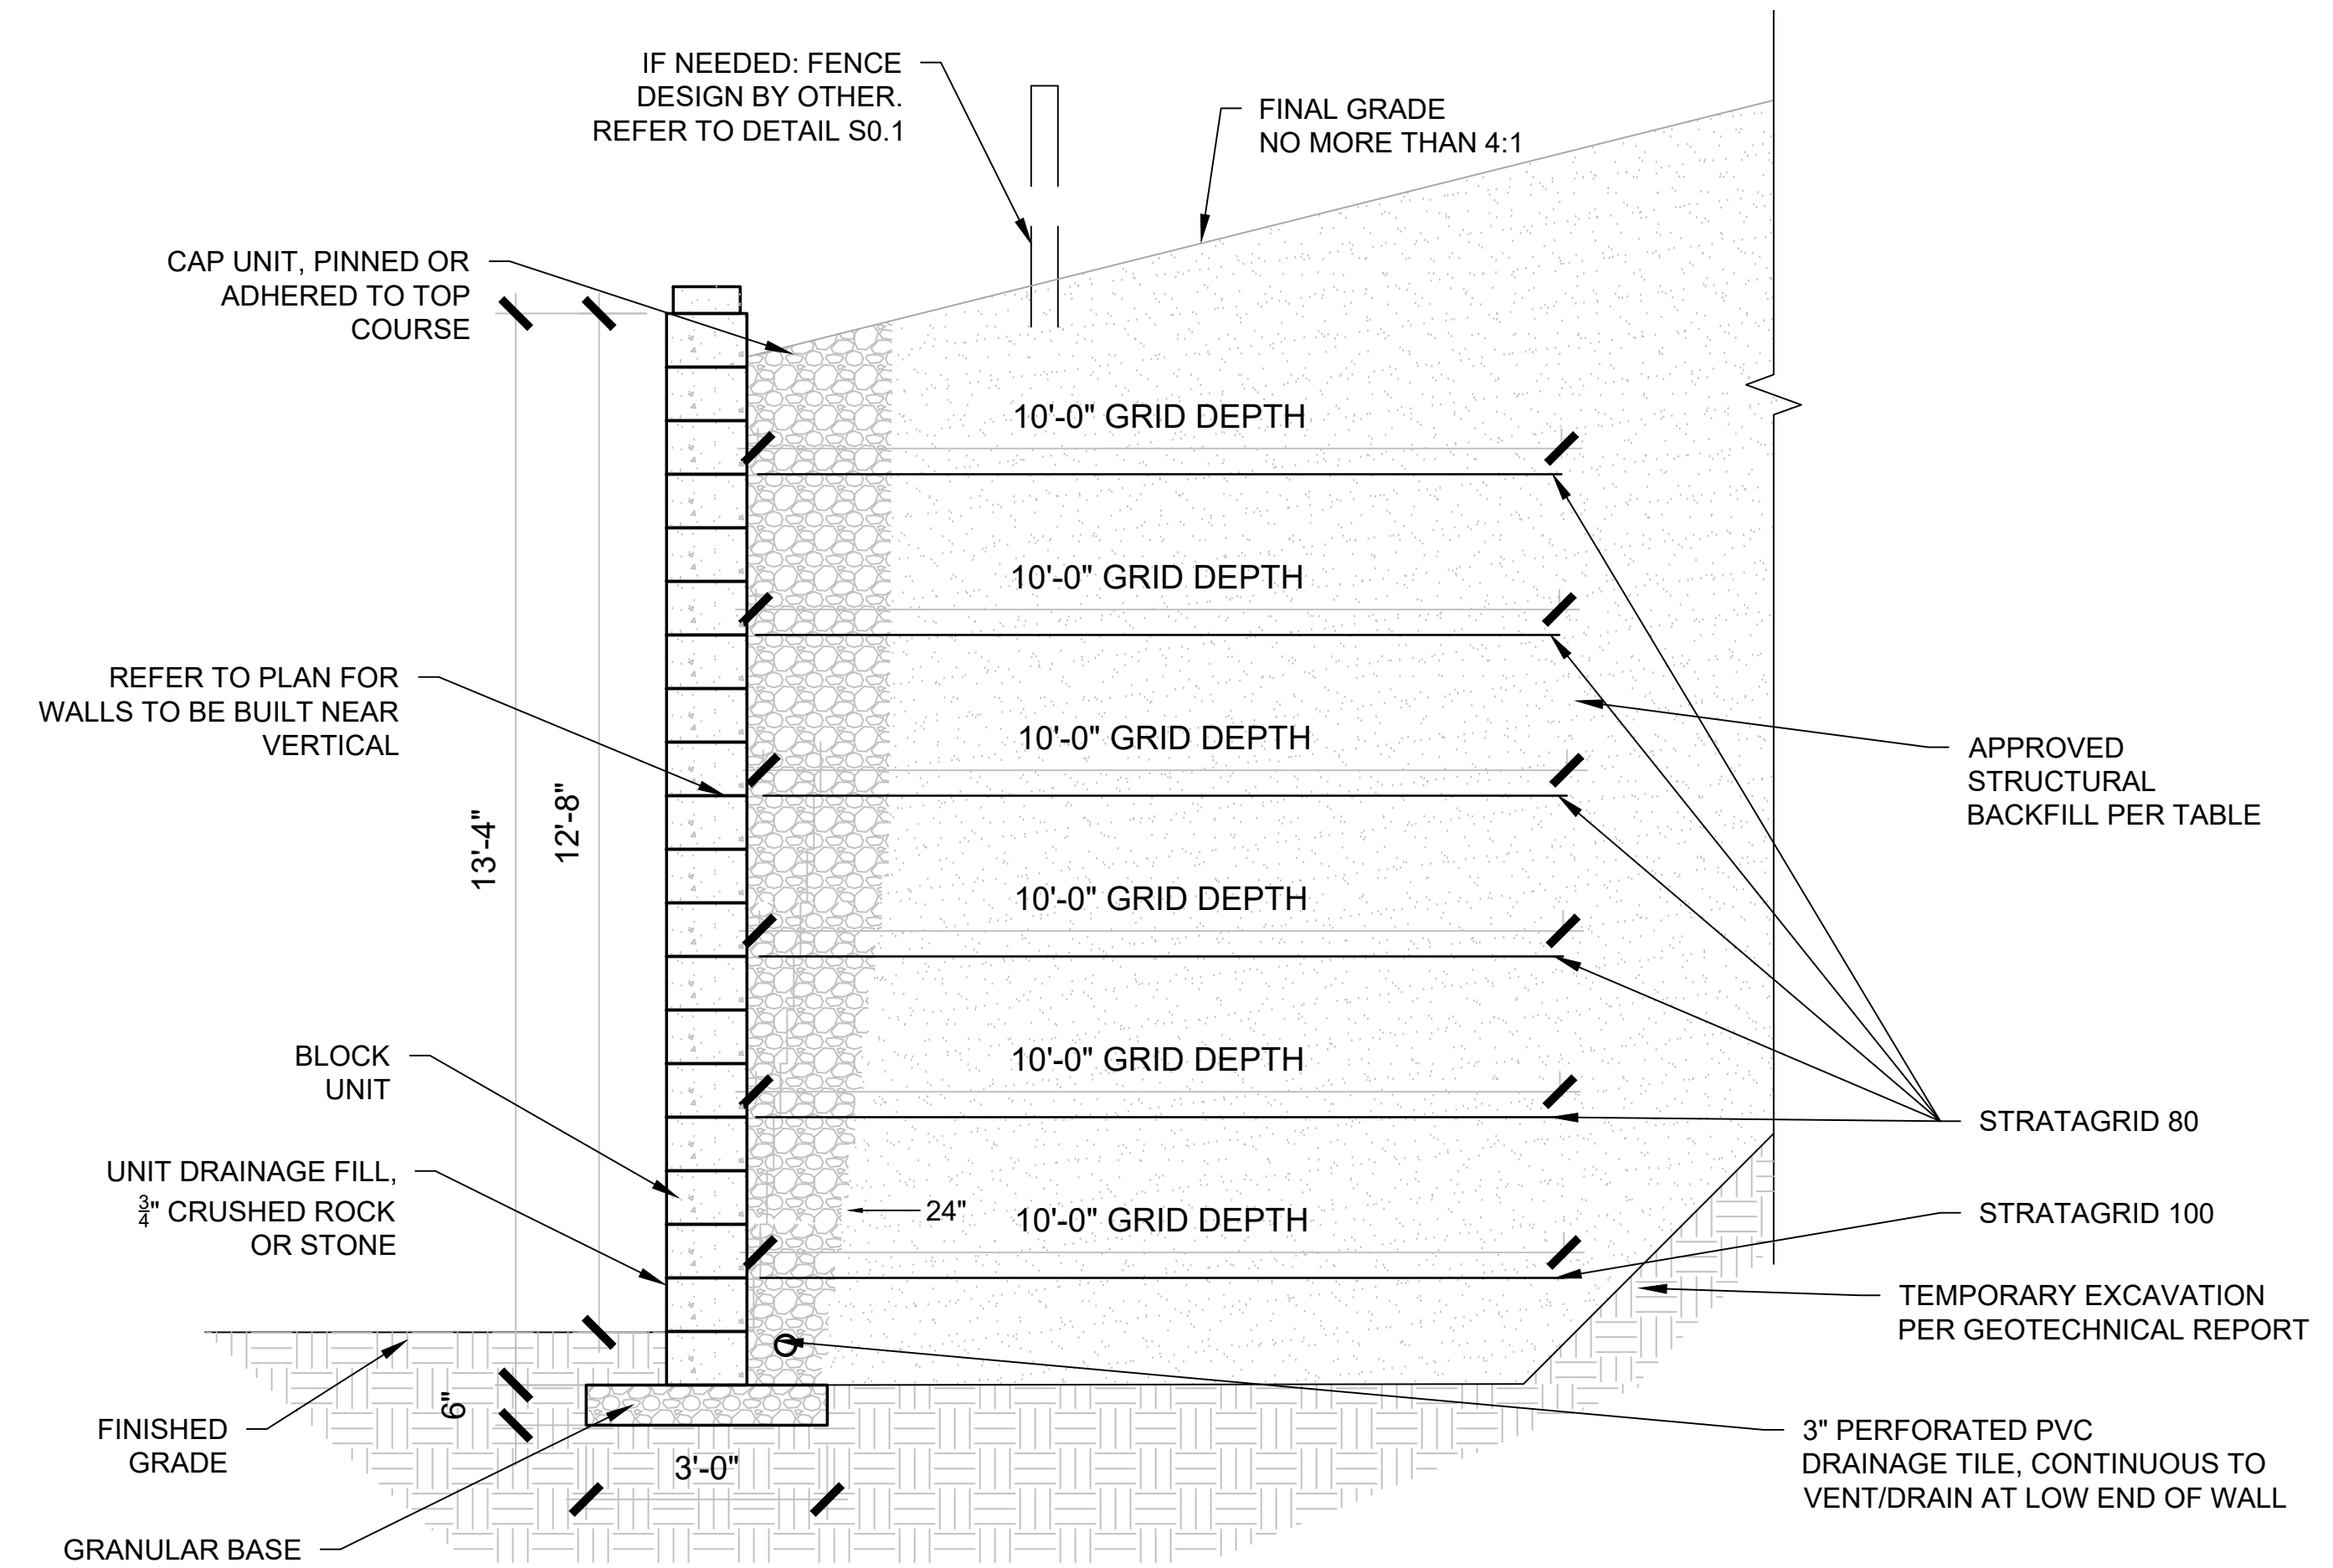 IF NEEDED: FENCE
DESIGN BY OTHER.
REFER TO DETAIL S0.1
FINAL GRADE
NO MORE THAN 4:1
CAP UNIT, PINNED OR
ADHERED TO TOP
COURSE
10'-0" GRID DEPTH
10'-0" GRID DEPTH
REFER TO PLAN FOR
WALLS TO BE BUILT NEAR
VERTICAL
10'-0" GRID DEPTH
APPROVED
STRUCTURAL
BACKFILL PER TABLE
13'-4"
12'-8"
10'-0" GRID DEPTH
BLOCK
UNIT
10'-0" GRID DEPTH
STRATAGRID 80
UNIT DRAINAGE FILL,
3/4" CRUSHED ROCK
OR STONE
24"
10'-0" GRID DEPTH
STRATAGRID 100
TEMPORARY EXCAVATION
PER GEOTECHNICAL REPORT
6"
FINISHED
GRADE
3'-0"
3" PERFORATED PVC
DRAINAGE TILE, CONTINUOUS TO
VENT/DRAIN AT LOW END OF WALL
GRANULAR BASE